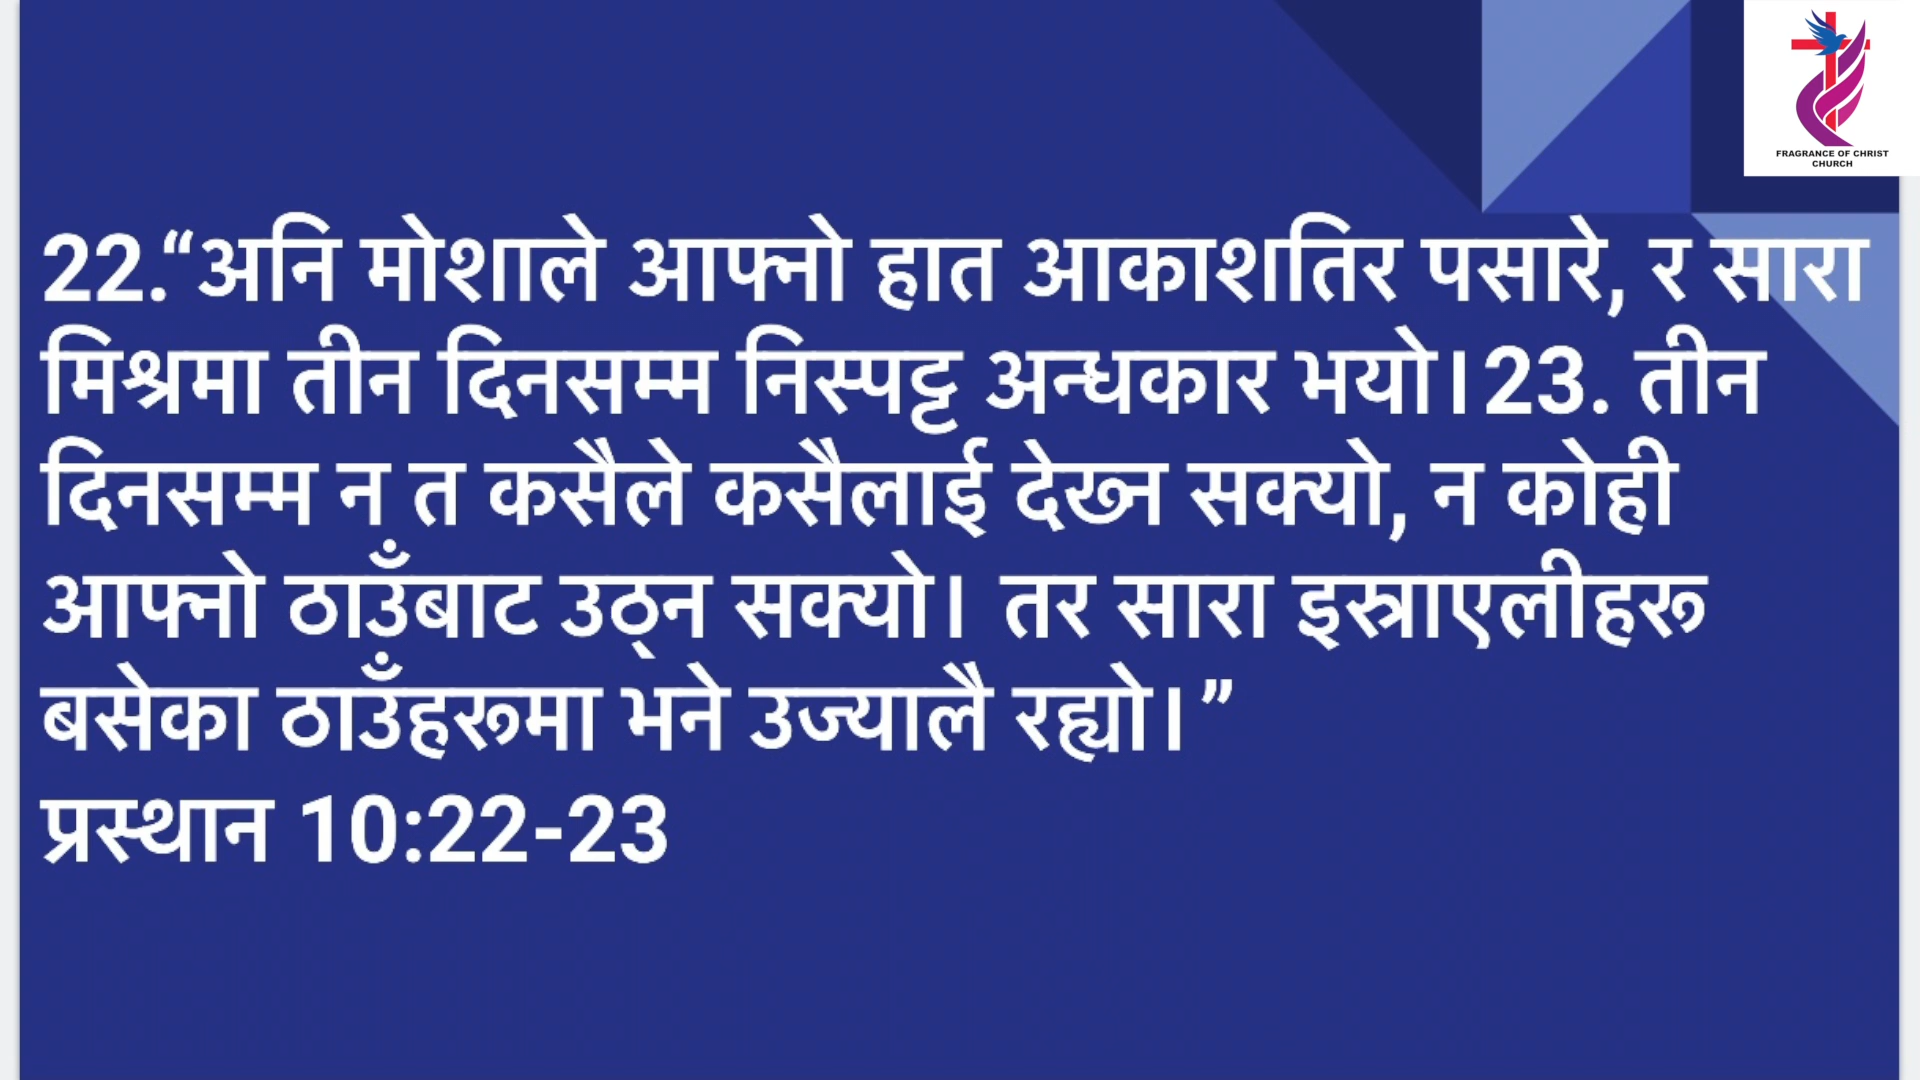 FRAGRANCE OF CHRIST
CHURCH
22.“अनि मोशाले आफ्नो हात आकाशतिर पसारे, र सारा
मिश्रमा तीन दिनसम्म निस्पट्ट अन्धकार भयो।23. तीन
दिनसम्म न त कसैले कसैलाई देख्न सक्यो, न कोही
आफ्नो ठाउँबाट उठ्न सक्यो। तर सारा इस्राएलीहरू
बसेका ठाउँहरूमा भने उज्यालै रह्यो।”
प्रस्थान 10:22-23